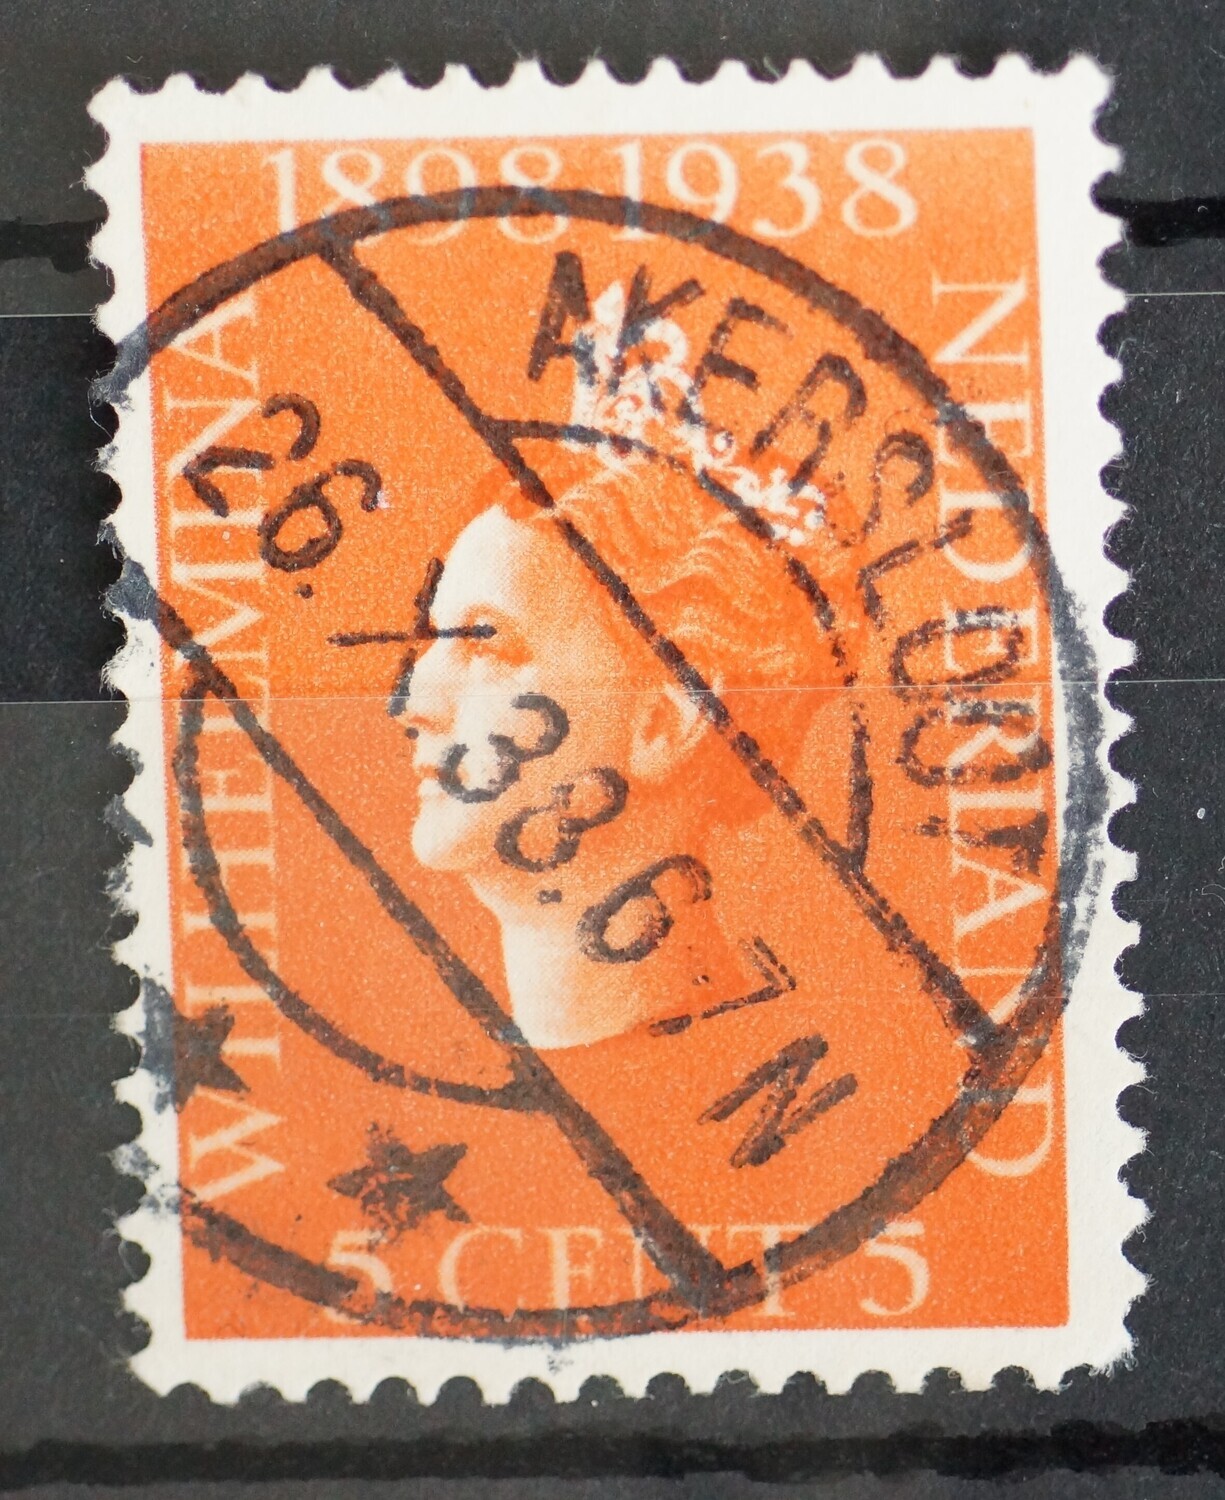 1898 1938
WILHELMINA
NEDERLAND
5 CENT 5
AKERSLOOT
26.X.38.6-7N